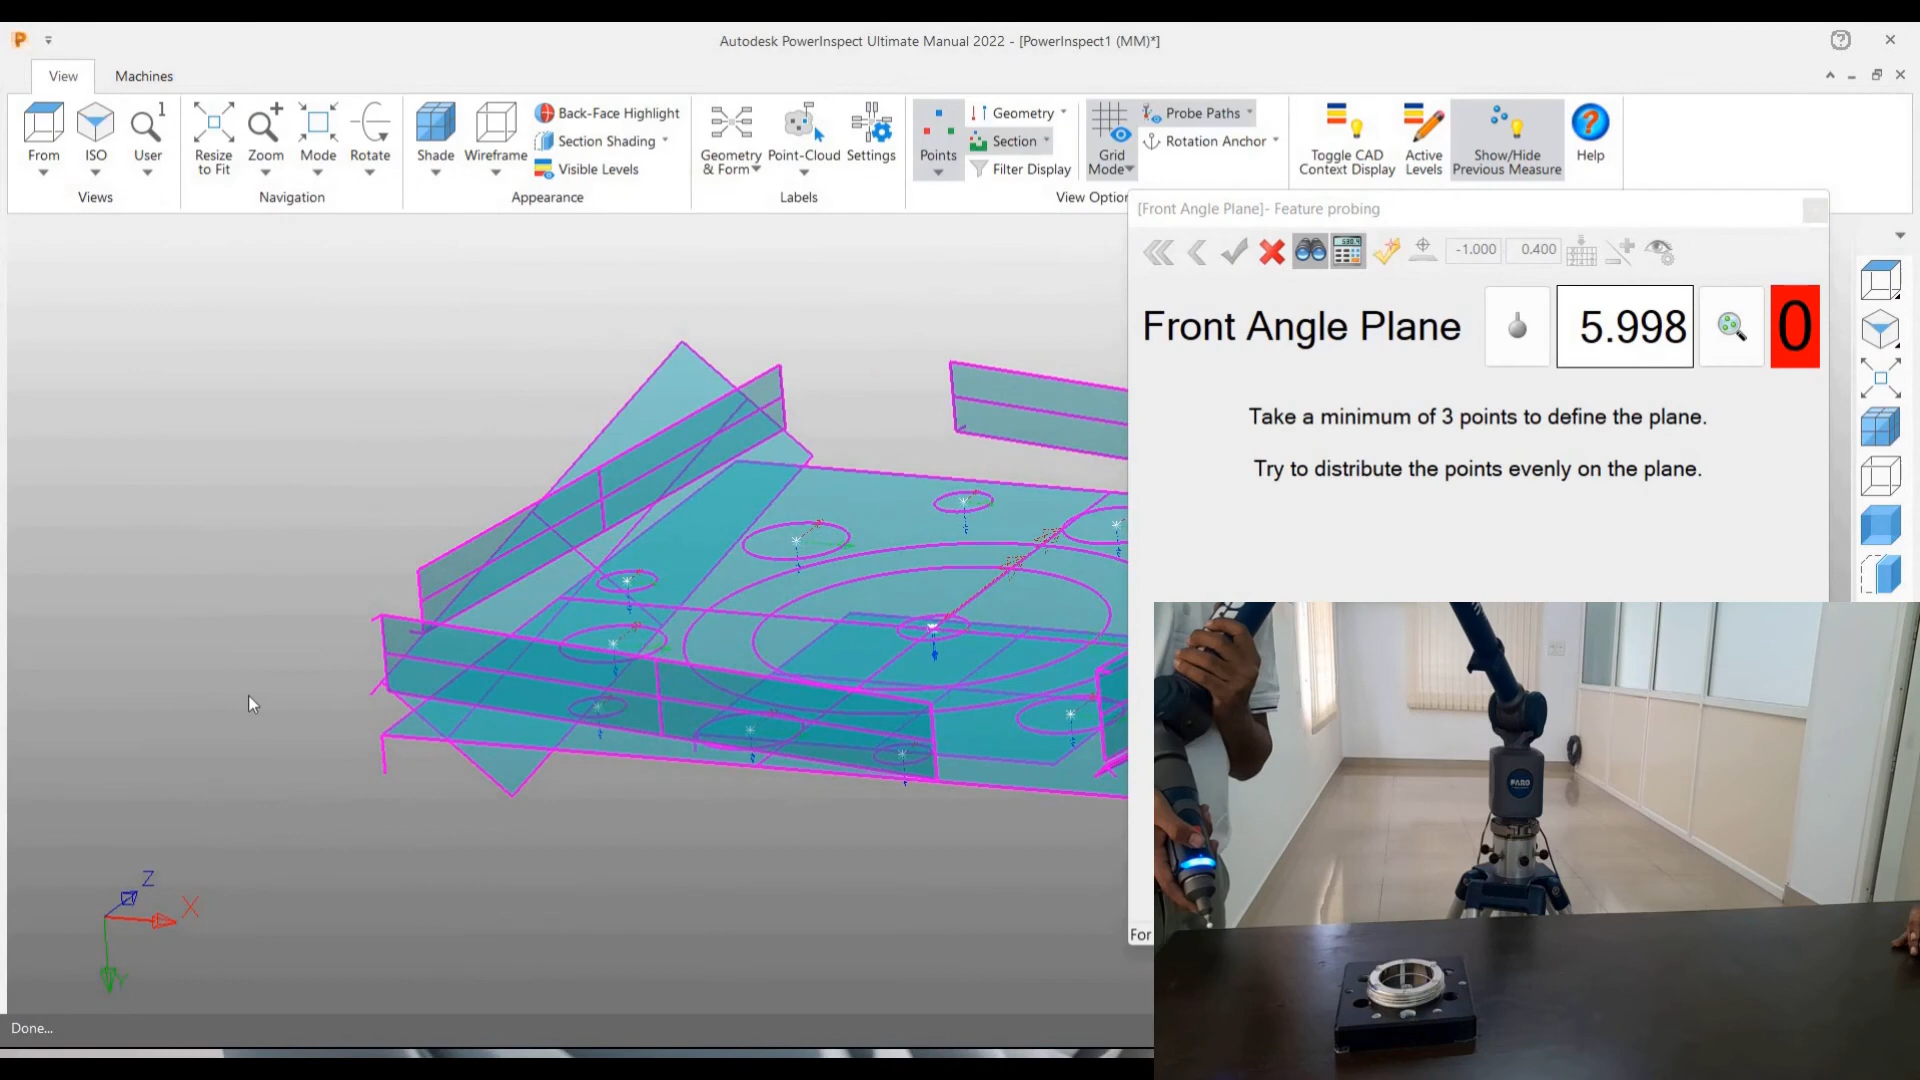 Autodesk PowerInspect Ultimate Manual 2022 - [PowerInspect1 (MM)*]
View
Machines
From
ISO
User
Views
Resize to Fit
Zoom
Mode
Rotate
Navigation
Shade
Wireframe
Back-Face Highlight
Section Shading
Visible Levels
Appearance
Geometry & Form
Point-Cloud
Settings
Labels
Points
Geometry
Section
Filter Display
Grid Mode
Probe Paths
Rotation Anchor
View Option
Toggle CAD Context Display
Active Levels
Show/Hide Previous Measure
Help
[Front Angle Plane]- Feature probing
-1.000
0.400
Front Angle Plane
5.998
0
Take a minimum of 3 points to define the plane.
Try to distribute the points evenly on the plane.
Z
X
Y
For
FARO
Done...